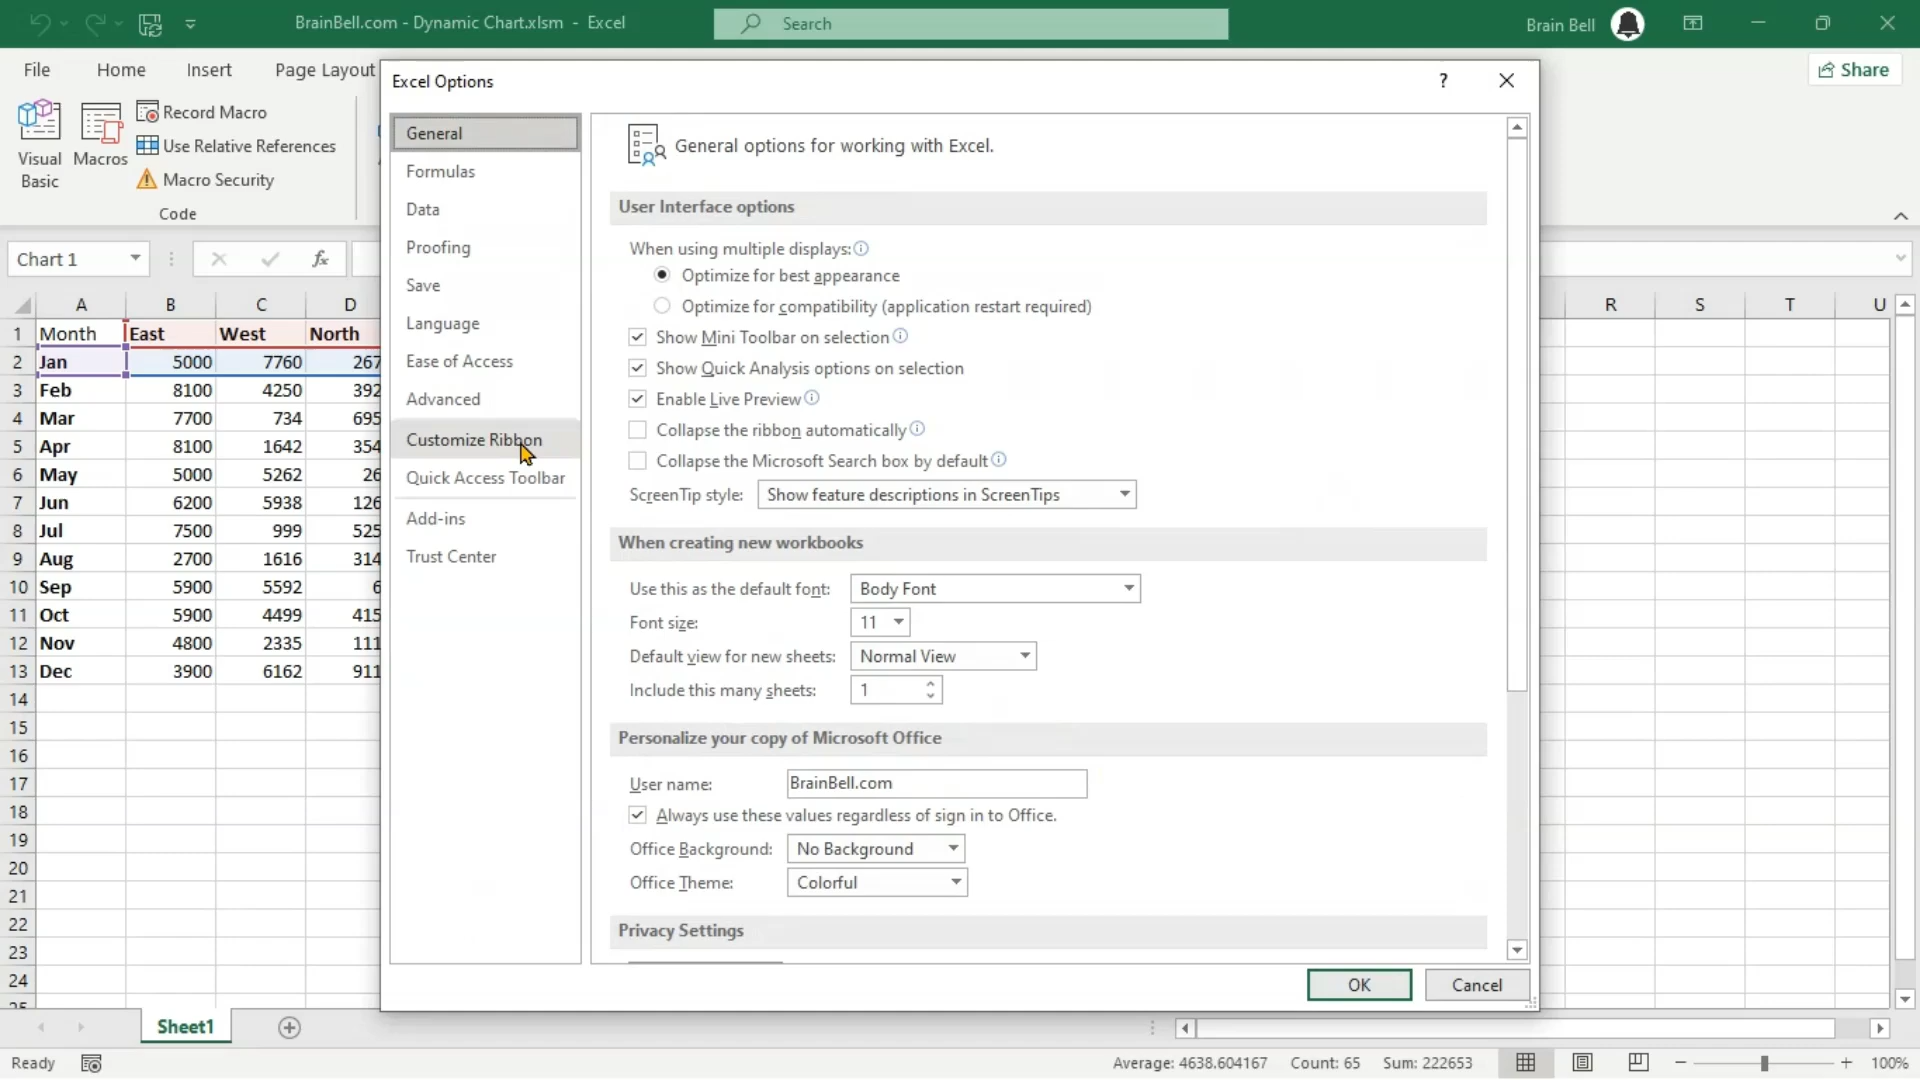 BrainBell.com - Dynamic Chart.xlsm - Excel
Search
Brain Bell
File Home Insert Page Layout
Share
Visual Basic
Macros
Record Macro
Use Relative References
Macro Security
Code
Chart 1
fx
A B C D R S T U
1 Month East West North
2 Jan 5000 7760 267
3 Feb 8100 4250 392
4 Mar 7700 734 695
5 Apr 8100 1642 354
6 May 5000 5262 26
7 Jun 6200 5938 126
8 Jul 7500 999 525
9 Aug 2700 1616 314
10 Sep 5900 5592 6
11 Oct 5900 4499 415
12 Nov 4800 2335 111
13 Dec 3900 6162 911
14
15
16
17
18
19
20
21
22
23
24
25
Excel Options
?
General
Formulas
Data
Proofing
Save
Language
Ease of Access
Advanced
Customize Ribbon
Quick Access Toolbar
Add-ins
Trust Center
General options for working with Excel.
User Interface options
When using multiple displays:
Optimize for best appearance
Optimize for compatibility (application restart required)
Show Mini Toolbar on selection
Show Quick Analysis options on selection
Enable Live Preview
Collapse the ribbon automatically
Collapse the Microsoft Search box by default
ScreenTip style: Show feature descriptions in ScreenTips
When creating new workbooks
Use this as the default font: Body Font
Font size: 11
Default view for new sheets: Normal View
Include this many sheets: 1
Personalize your copy of Microsoft Office
User name: BrainBell.com
Always use these values regardless of sign in to Office.
Office Background: No Background
Office Theme: Colorful
Privacy Settings
OK Cancel
Sheet1
Ready
Average: 4638.604167 Count: 65 Sum: 222653
100%